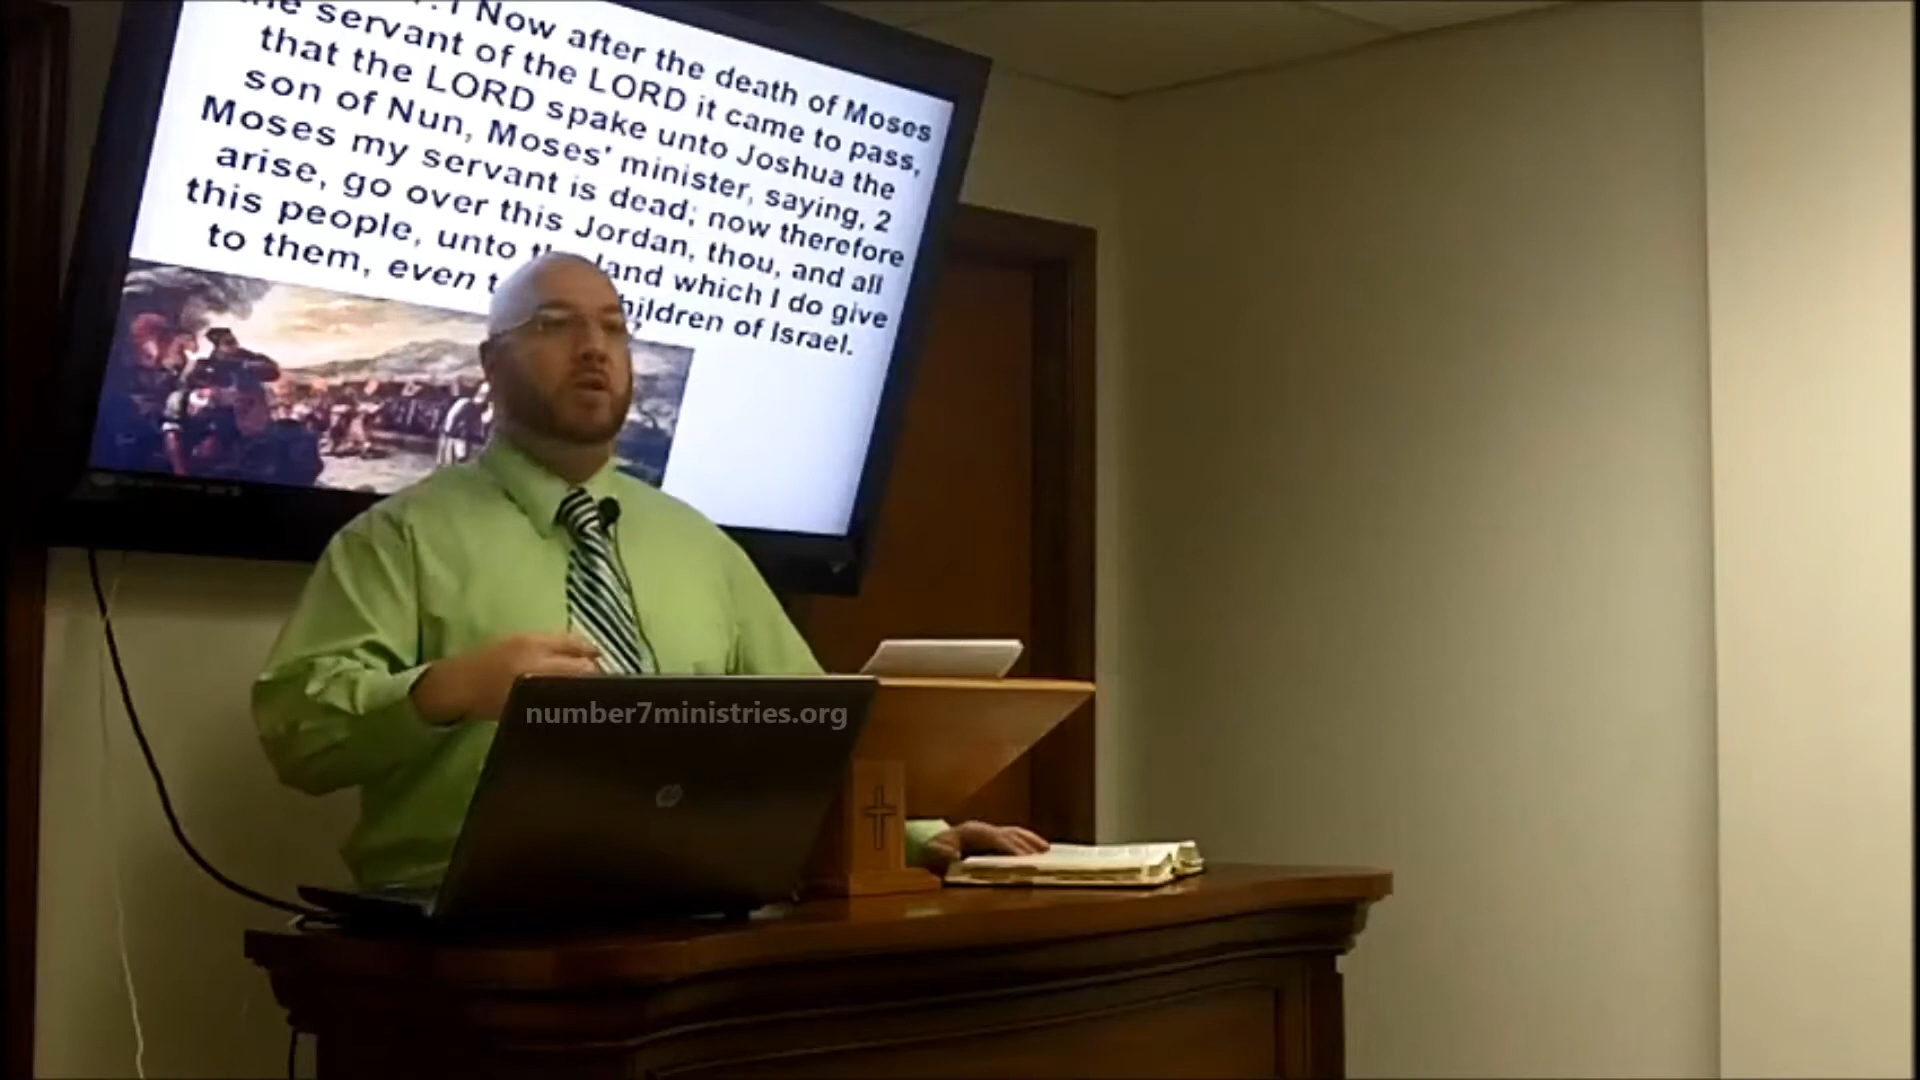 1 Now after the death of Moses
servant of the LORD it came to pass,
that the LORD spake unto Joshua the
son of Nun, Moses' minister, saying, 2
Moses my servant is dead; now therefore
arise, go over this Jordan, thou, and all
this people, unto land which I do give
to them, even of Israel.
number7ministries.org
hp